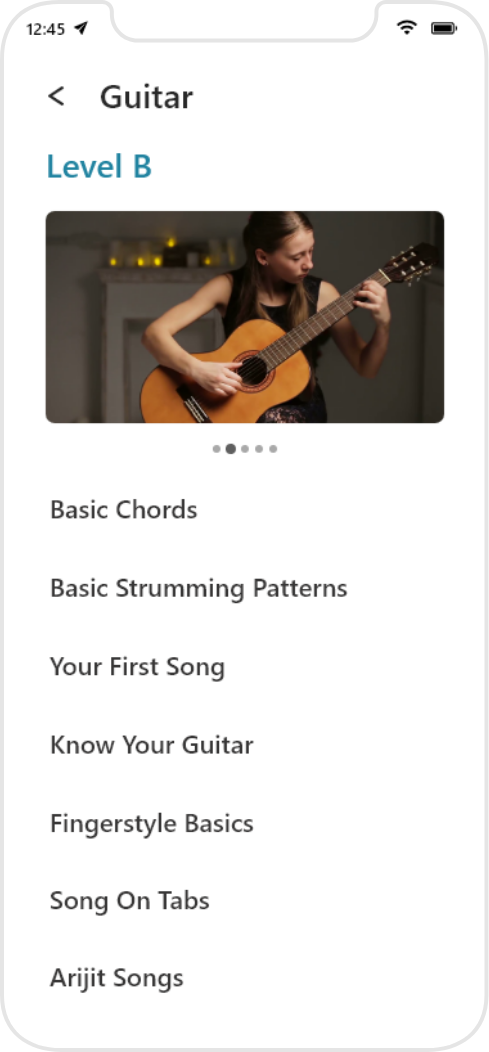 12:45
Guitar
Level B
Basic Chords
Basic Strumming Patterns
Your First Song
Know Your Guitar
Fingerstyle Basics
Song On Tabs
Arijit Songs